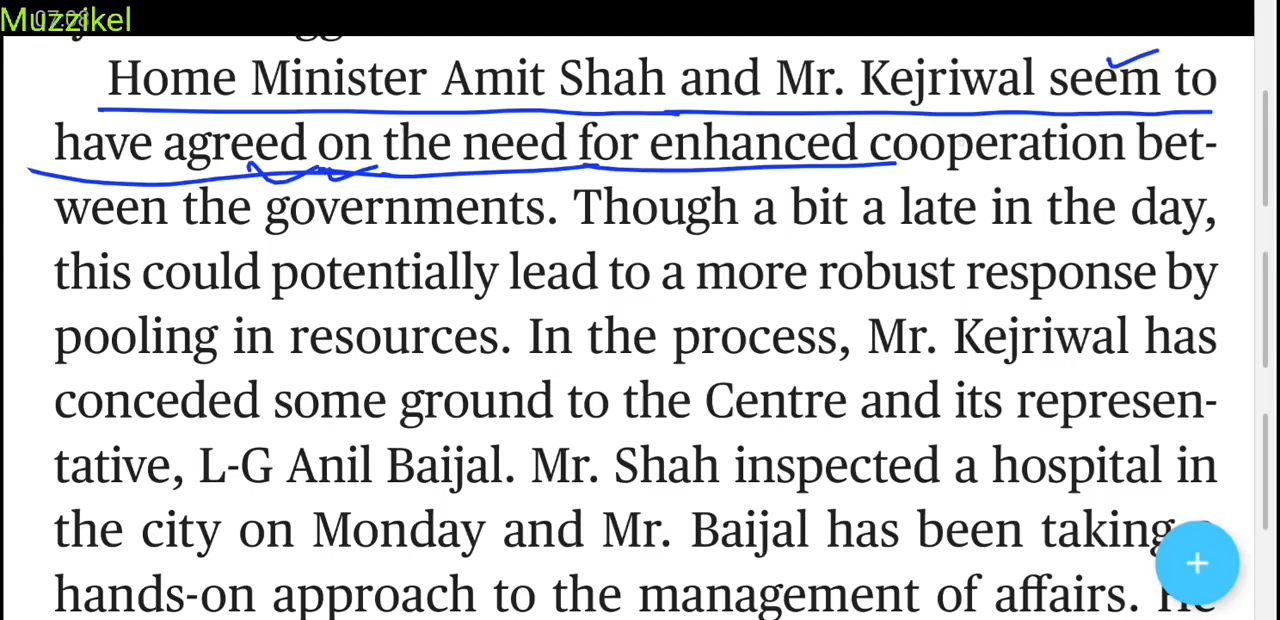 Muzzikel
07:08
Home Minister Amit Shah and Mr. Kejriwal seem to
have agreed on the need for enhanced cooperation bet-
ween the governments. Though a bit a late in the day,
this could potentially lead to a more robust response by
pooling in resources. In the process, Mr. Kejriwal has
conceded some ground to the Centre and its represen-
tative, L-G Anil Baijal. Mr. Shah inspected a hospital in
the city on Monday and Mr. Baijal has been taking
hands-on approach to the management of affairs. He